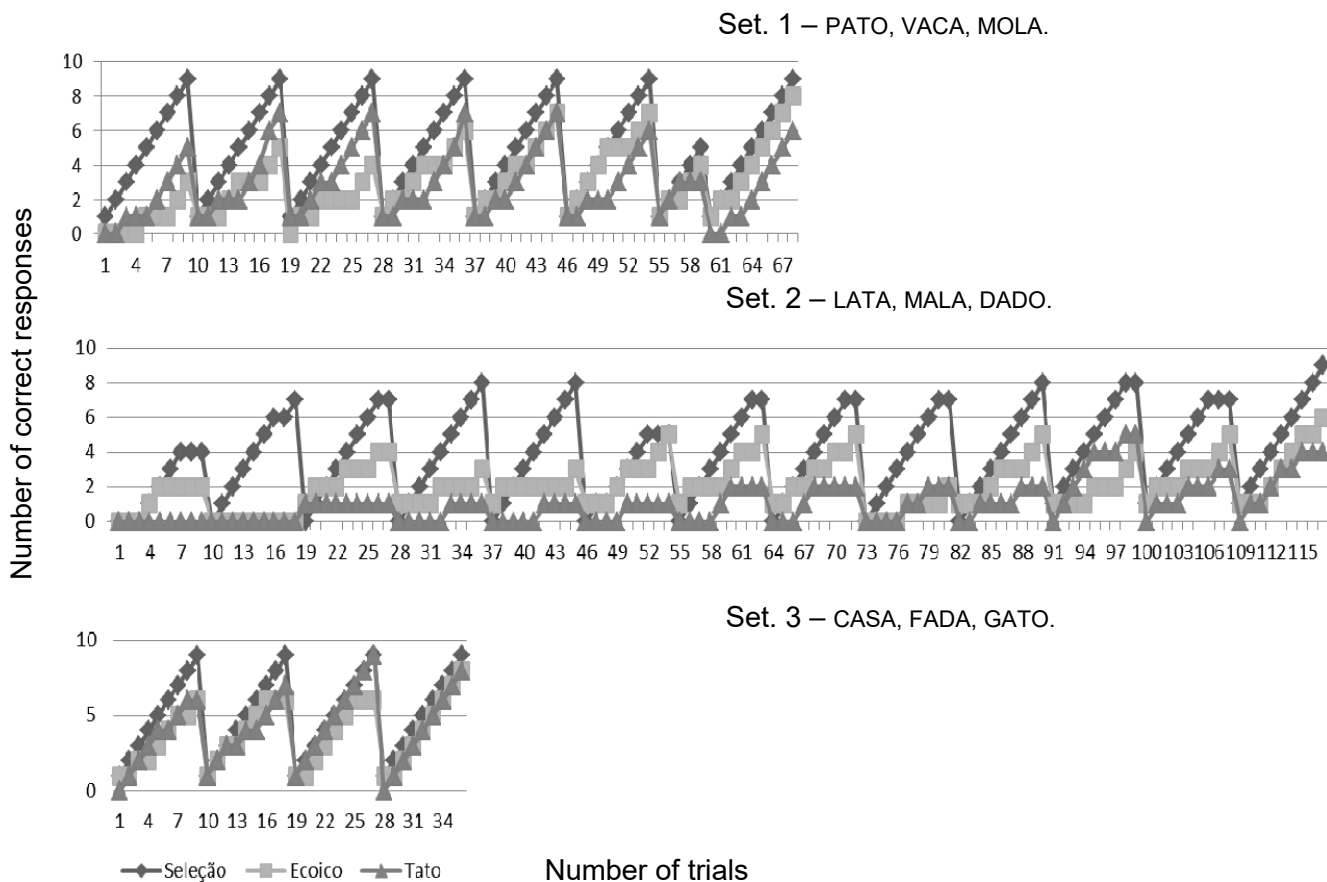 Set. 1 – PATO, VACA, MOLA.
10
8
6
4
2
0
1 4 7 10 13 16 19 22 25 28 31 34 37 40 43 46 49 52 55 58 61 64 67
Number of correct responses
Set. 2 – LATA, MALA, DADO.
10
8
6
4
2
0
1 4 7 10 13 16 19 22 25 28 31 34 37 40 43 46 49 52 55 58 61 64 67 70 73 76 79 82 85 88 91 94 97 100103106109112115
Set. 3 – CASA, FADA, GATO.
10
5
0
1 4 7 10 13 16 19 22 25 28 31 34
Seleção Ecoico Tato
Number of trials